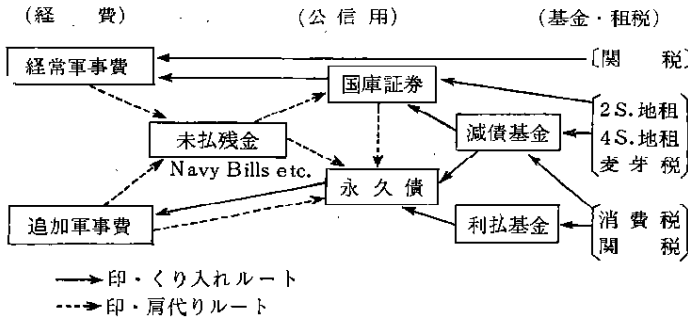 (経 費) (公信用) (基金・租税)
経常軍事費
国庫証券
〔関 税〕
2S.地租
4S.地租
麦芽税
未払残金
減債基金
Navy Bills etc.
永久債
追加軍事費
利払基金
消費税
関 税
──→印・くり入れルート
---→印・肩代りルート